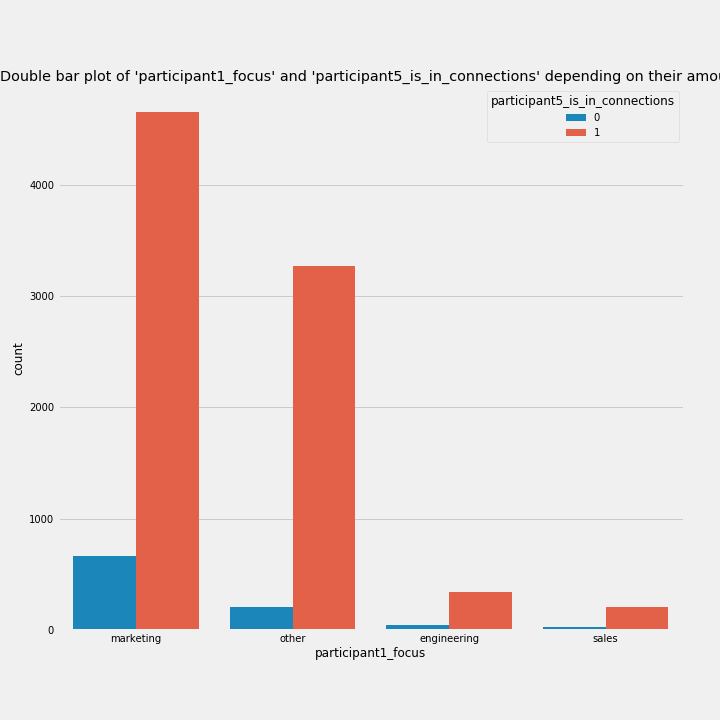 Double bar plot of 'participant1_focus' and 'participant5_is_in_connections' depending on their amou
participant5_is_in_connections
0
1
4000
3000
2000
1000
0
count
marketing other engineering sales
participant1_focus